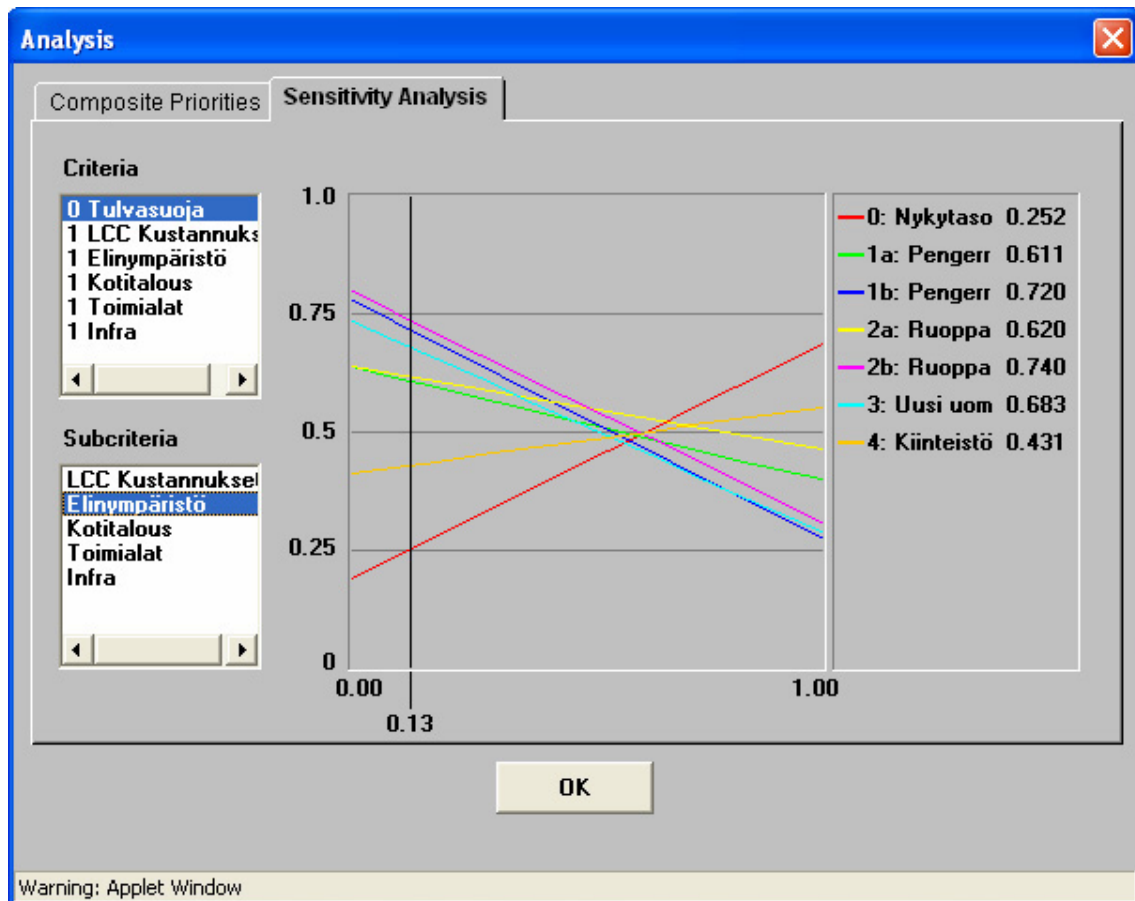 Analysis
Composite Priorities
Sensitivity Analysis
Criteria
0 Tulvasuoja
1 LCC Kustannuks
1 Elinympäristö
1 Kotitalous
1 Toimialat
1 Infra
Subcriteria
LCC Kustannukset
Elinympäristö
Kotitalous
Toimialat
Infra
1.0
0.75
0.5
0.25
0
0.00
1.00
0.13
0: Nykytaso 0.252
1a: Pengerr 0.611
1b: Pengerr 0.720
2a: Ruoppa 0.620
2b: Ruoppa 0.740
3: Uusi uom 0.683
4: Kiinteistö 0.431
OK
Warning: Applet Window